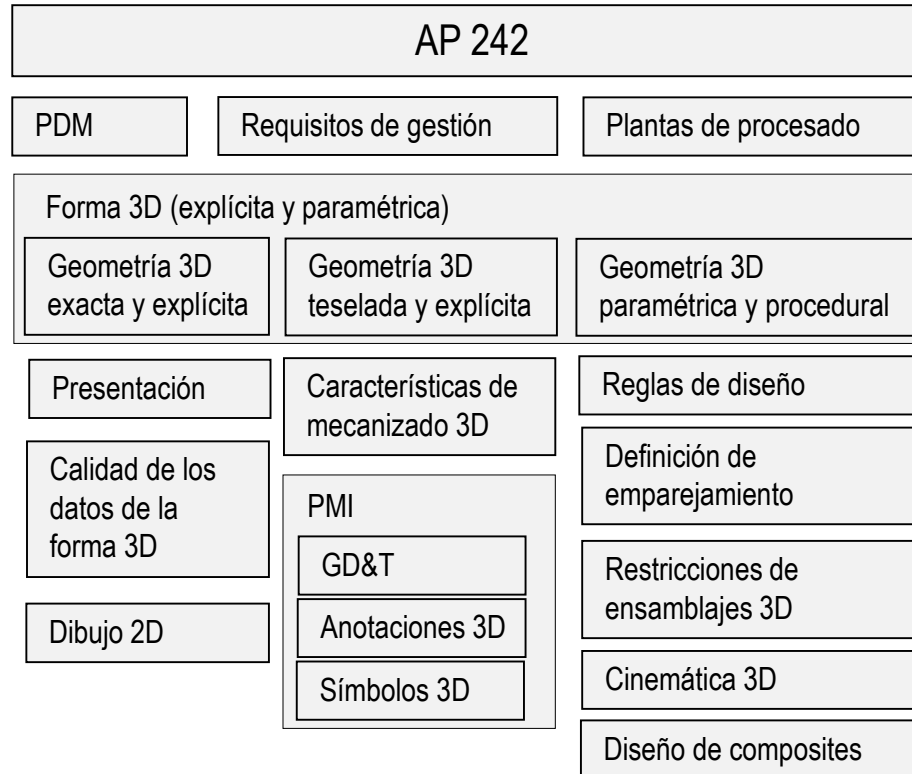 AP 242
PDM
Requisitos de gestión
Plantas de procesado
Forma 3D (explícita y paramétrica)
Geometría 3D
exacta y explícita
Geometría 3D
teselada y explícita
Geometría 3D
paramétrica y procedural
Presentación
Calidad de los
datos de la
forma 3D
Dibujo 2D
Características de
mecanizado 3D
PMI
GD&T
Anotaciones 3D
Símbolos 3D
Reglas de diseño
Definición de
emparejamiento
Restricciones de
ensamblajes 3D
Cinemática 3D
Diseño de composites